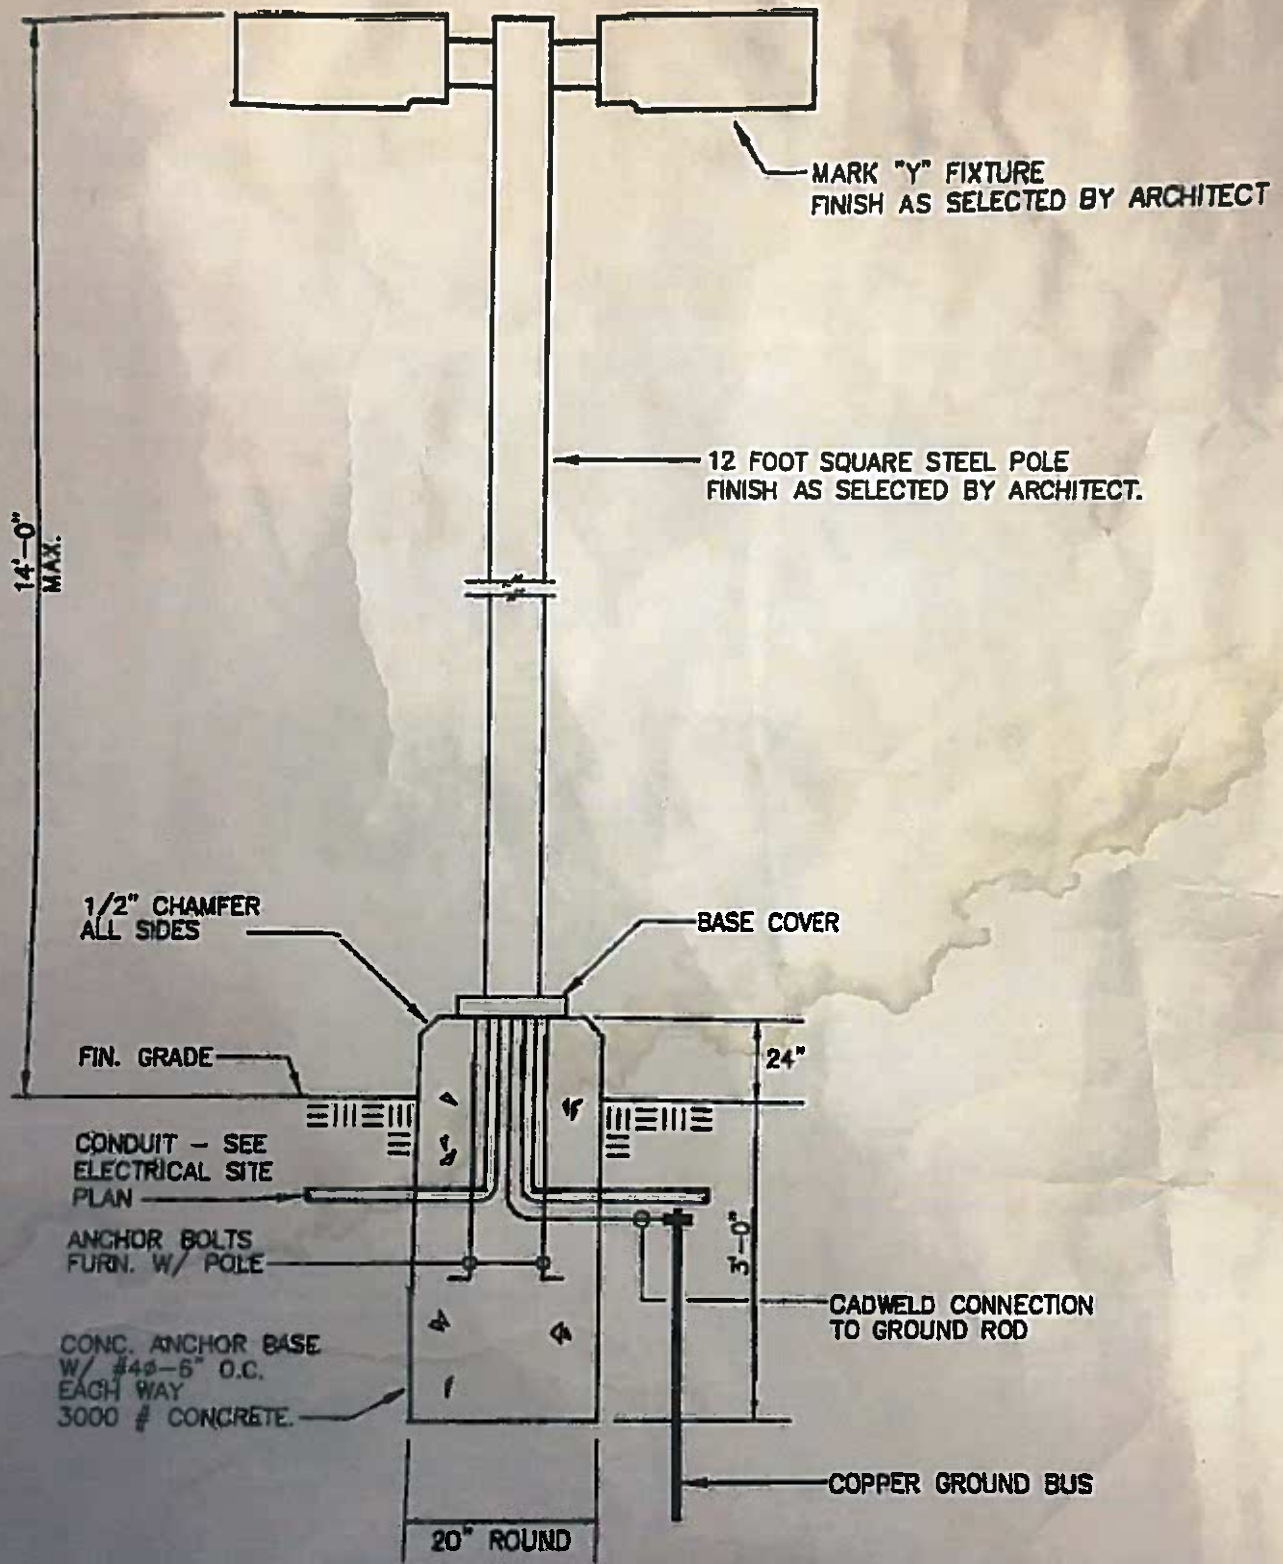 MARK "Y" FIXTURE
FINISH AS SELECTED BY ARCHITECT
12 FOOT SQUARE STEEL POLE
FINISH AS SELECTED BY ARCHITECT.
14'-0"
MAX.
1/2" CHAMFER
ALL SIDES
BASE COVER
FIN. GRADE
24"
CONDUIT - SEE
ELECTRICAL SITE
PLAN
ANCHOR BOLTS
FURN. W/ POLE
3'-0"
CADWELD CONNECTION
TO GROUND ROD
CONC. ANCHOR BASE
W/ #4ø-6" O.C.
EACH WAY
3000 # CONCRETE.
COPPER GROUND BUS
20" ROUND